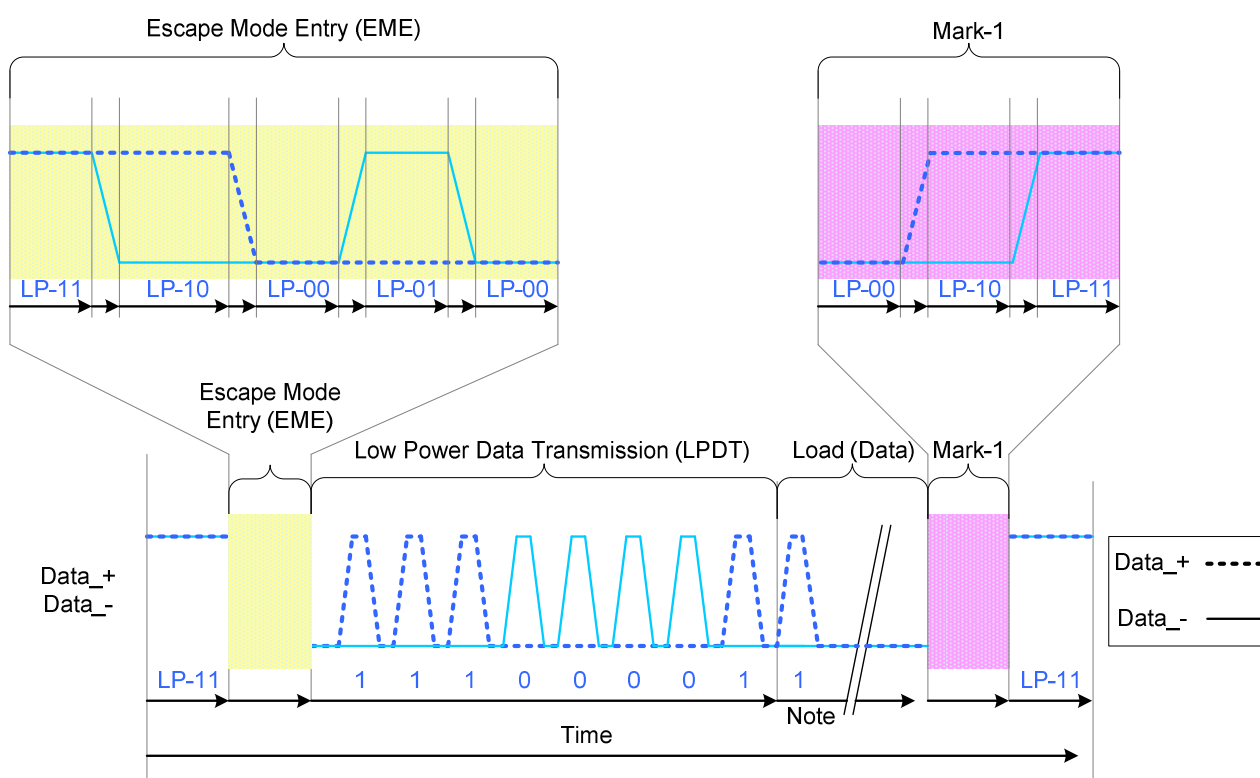 Escape Mode Entry (EME)
Mark-1
LP-11 LP-10 LP-00 LP-01 LP-00
LP-00 LP-10 LP-11
Escape Mode
Entry (EME)
Low Power Data Transmission (LPDT)
Load (Data)
Mark-1
Data_+
Data_-
Data_+
Data_-
LP-11 1 1 1 0 0 0 0 1 1 LP-11
Note
Time